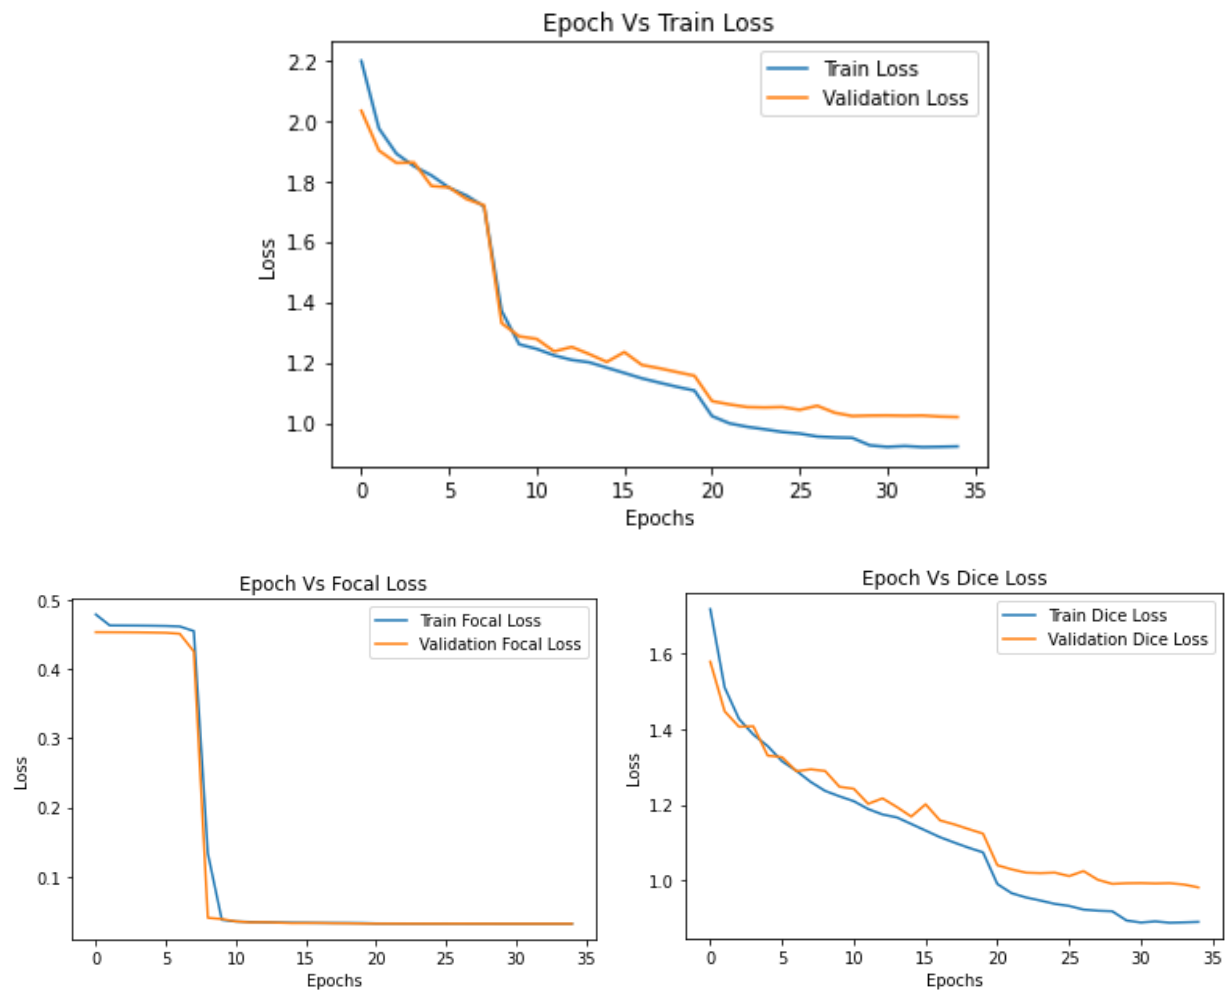 Epoch Vs Train Loss
Train Loss
Validation Loss
2.2
2.0
1.8
1.6
1.4
1.2
1.0
Loss
0 5 10 15 20 25 30 35
Epochs
Epoch Vs Focal Loss
Train Focal Loss
Validation Focal Loss
0.5
0.4
0.3
0.2
0.1
Loss
0 5 10 15 20 25 30 35
Epochs
Epoch Vs Dice Loss
Train Dice Loss
Validation Dice Loss
1.6
1.4
1.2
1.0
Loss
0 5 10 15 20 25 30 35
Epochs